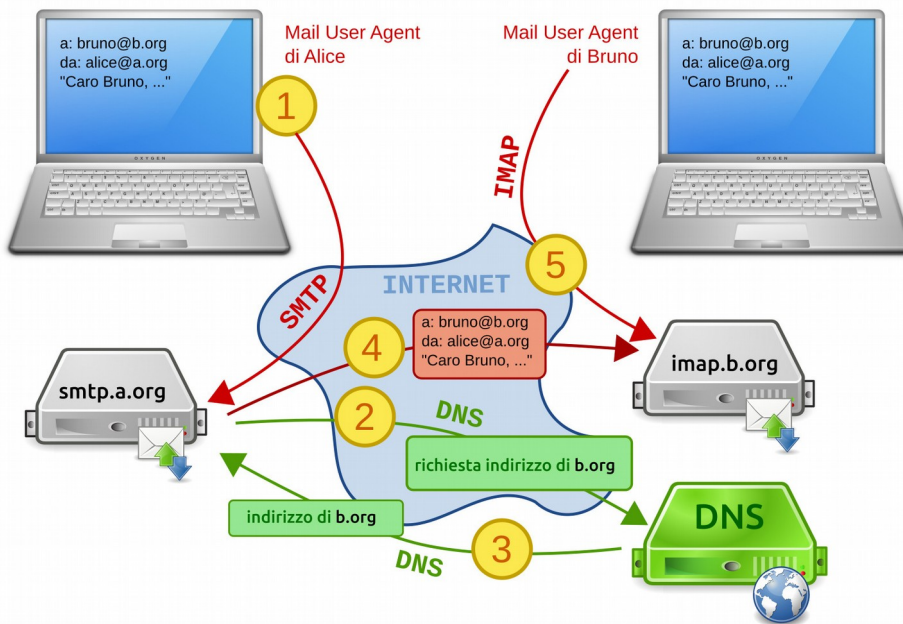 a: bruno@b.org
da: alice@a.org
"Caro Bruno, ..."
OXYGEN
Mail User Agent
di Alice
1
Mail User Agent
di Bruno
a: bruno@b.org
da: alice@a.org
"Caro Bruno, ..."
OXYGEN
IMAP
5
INTERNET
SMTP
4
a: bruno@b.org
da: alice@a.org
"Caro Bruno, ..."
smtp.a.org
imap.b.org
2
DNS
richiesta indirizzo di b.org
indirizzo di b.org
3
DNS
DNS